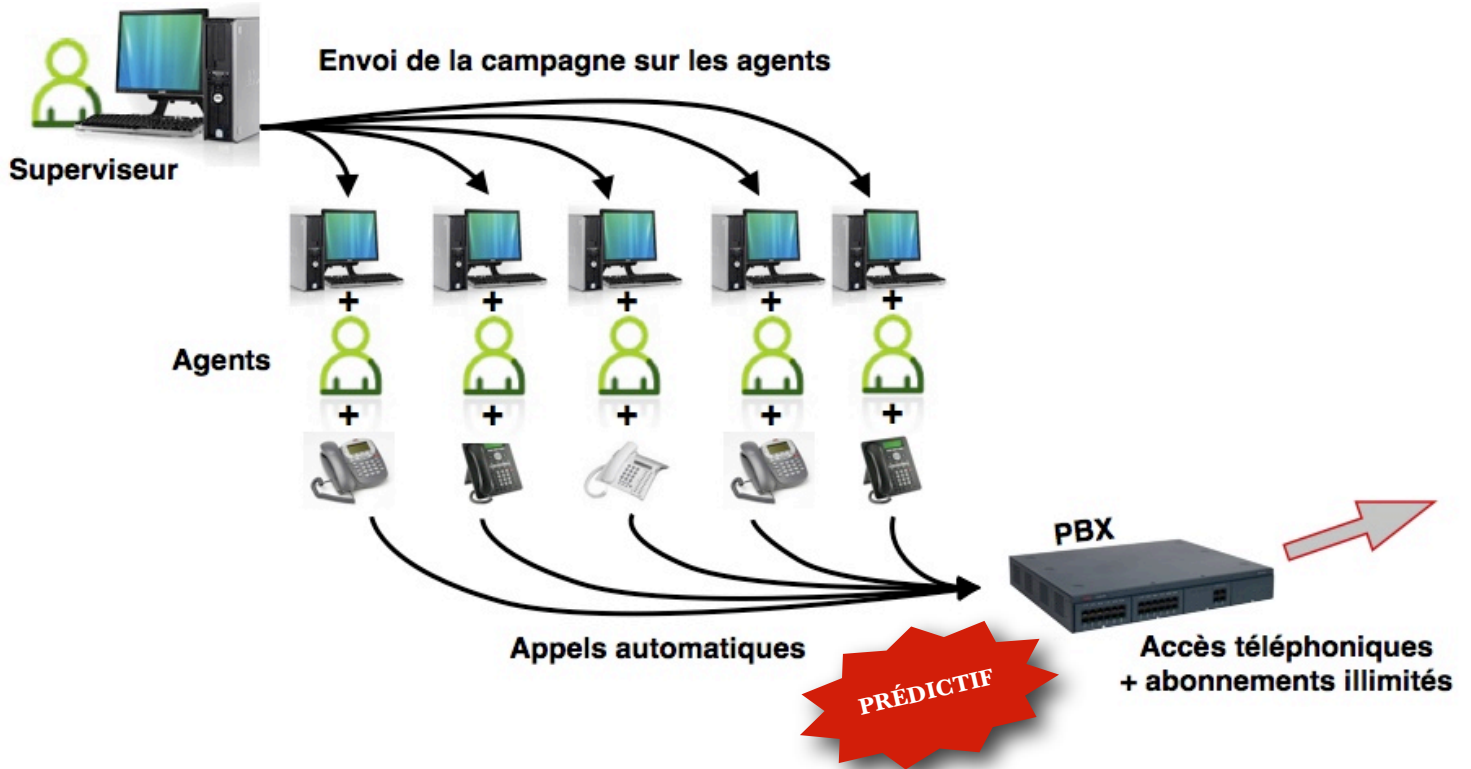 Envoi de la campagne sur les agents
Superviseur
+ + + + +
Agents
+ + + + +
PBX
Appels automatiques
PRÉDICTIF
Accès téléphoniques
+ abonnements illimités